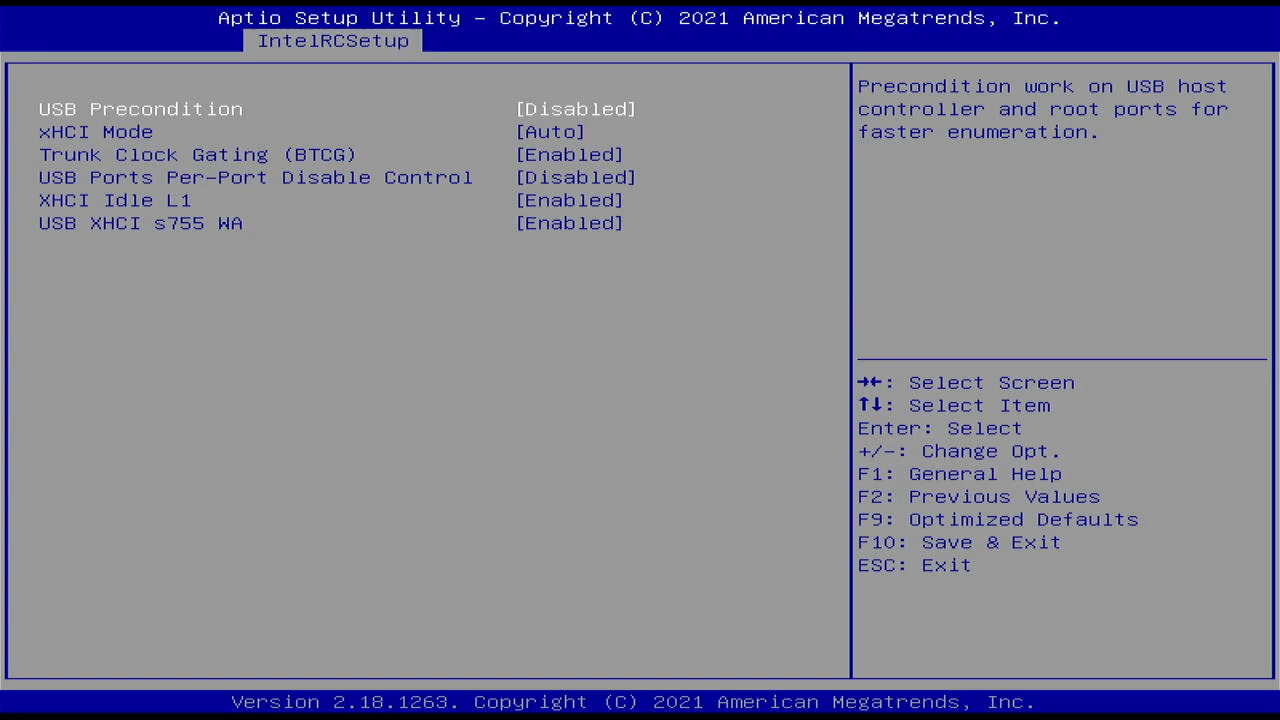 Aptio Setup Utility – Copyright (C) 2021 American Megatrends, Inc.
IntelRCSetup
USB Precondition [Disabled]
xHCI Mode [Auto]
Trunk Clock Gating (BTCG) [Enabled]
USB Ports Per-Port Disable Control [Disabled]
XHCI Idle L1 [Enabled]
USB XHCI s755 WA [Enabled]
Precondition work on USB host
controller and root ports for
faster enumeration.
→←: Select Screen
↑↓: Select Item
Enter: Select
+/-: Change Opt.
F1: General Help
F2: Previous Values
F9: Optimized Defaults
F10: Save & Exit
ESC: Exit
Version 2.18.1263. Copyright (C) 2021 American Megatrends, Inc.